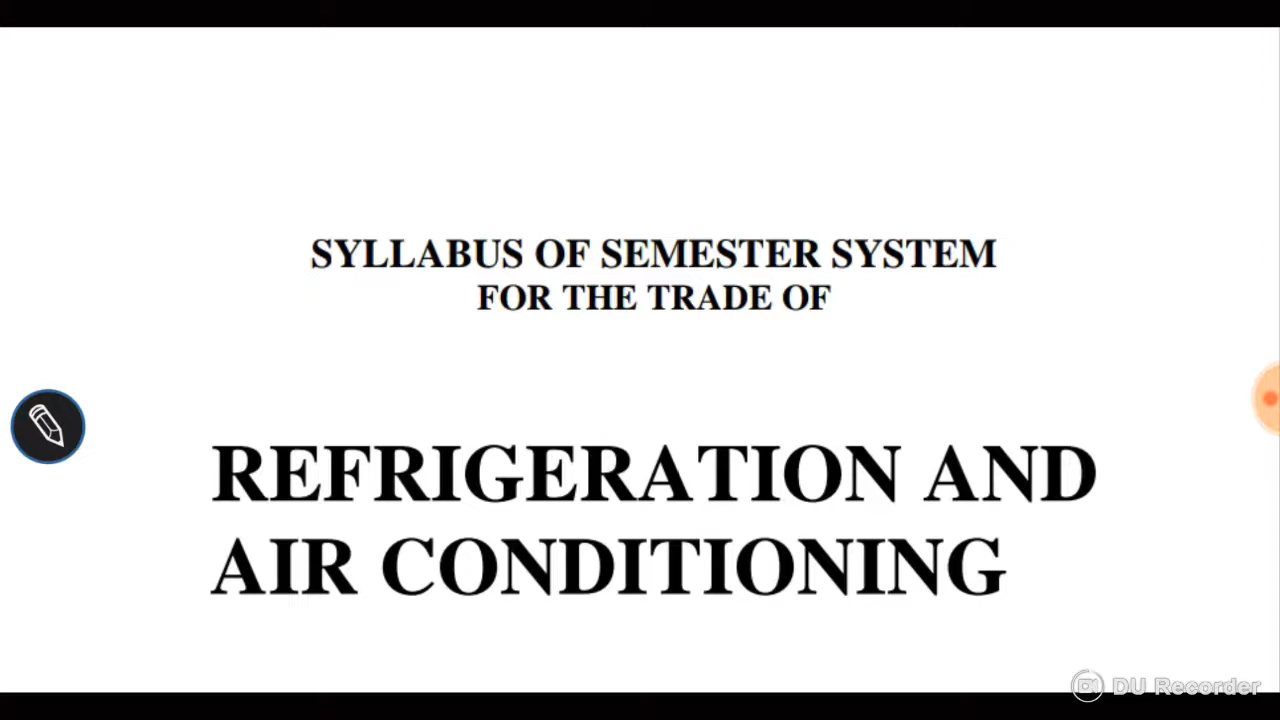 SYLLABUS OF SEMESTER SYSTEM
FOR THE TRADE OF
REFRIGERATION AND
AIR CONDITIONING
DU Recorder